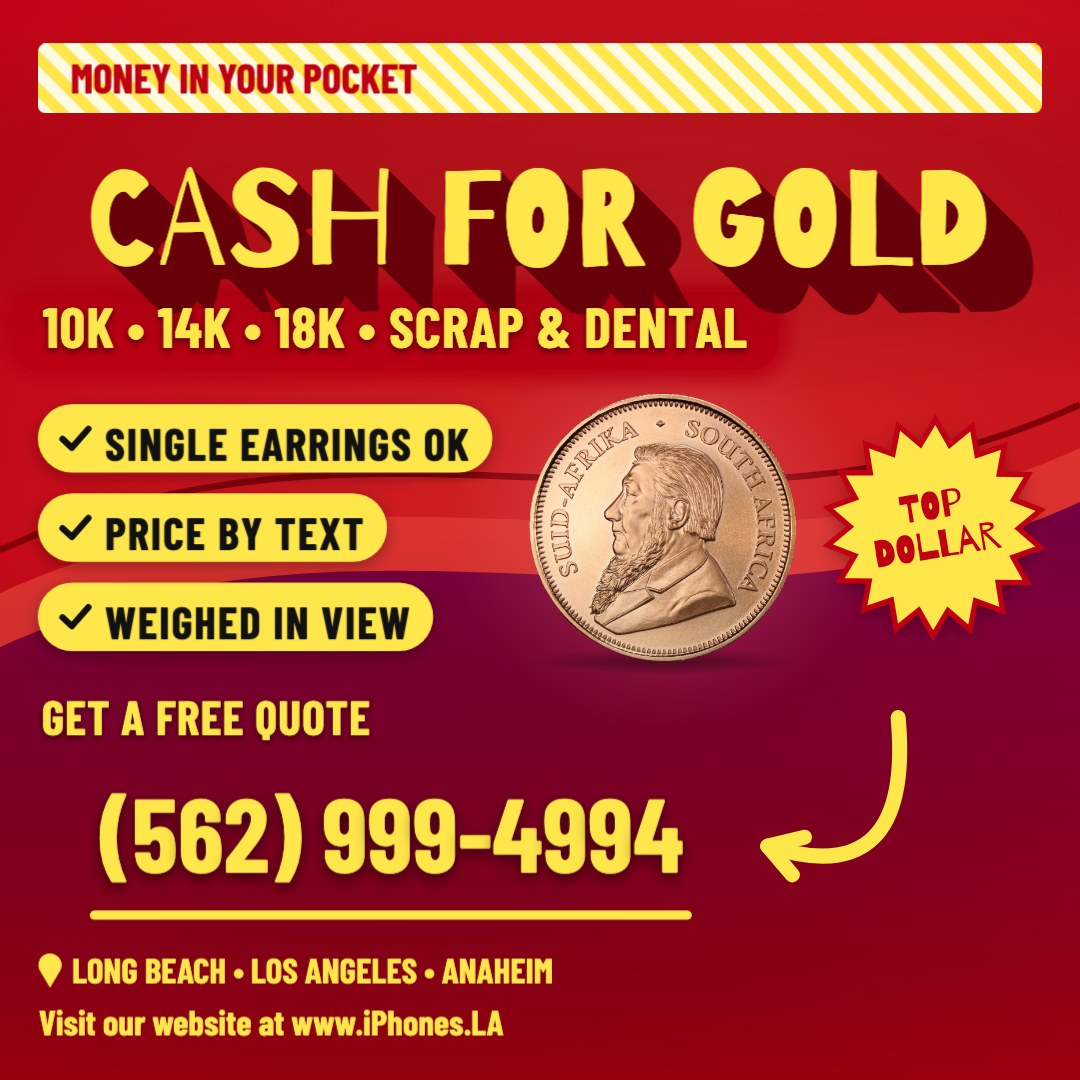 MONEY IN YOUR POCKET
CASH FOR GOLD
10K • 14K • 18K • SCRAP & DENTAL
SINGLE EARRINGS OK
PRICE BY TEXT
WEIGHED IN VIEW
SUID-AFRIKA • SOUTH AFRICA
TOP
DOLLAR
GET A FREE QUOTE
(562) 999-4994
LONG BEACH • LOS ANGELES • ANAHEIM
Visit our website at www.iPhones.LA